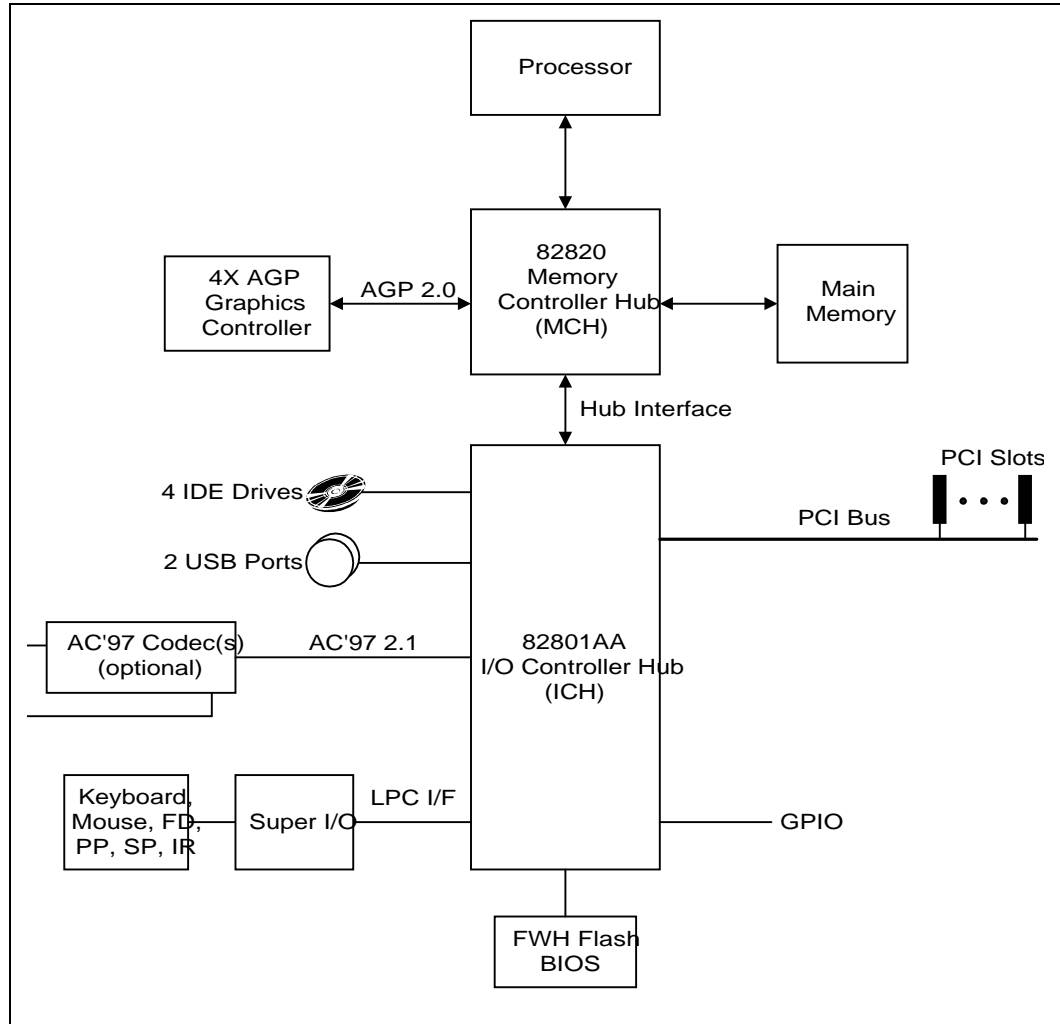 Processor
82820
Memory
Controller Hub
(MCH)
4X AGP
Graphics
Controller
AGP 2.0
Main
Memory
Hub Interface
4 IDE Drives
PCI Slots
PCI Bus
2 USB Ports
AC'97 Codec(s)
(optional)
AC'97 2.1
82801AA
I/O Controller Hub
(ICH)
Keyboard,
Mouse, FD,
PP, SP, IR
Super I/O
LPC I/F
GPIO
FWH Flash
BIOS